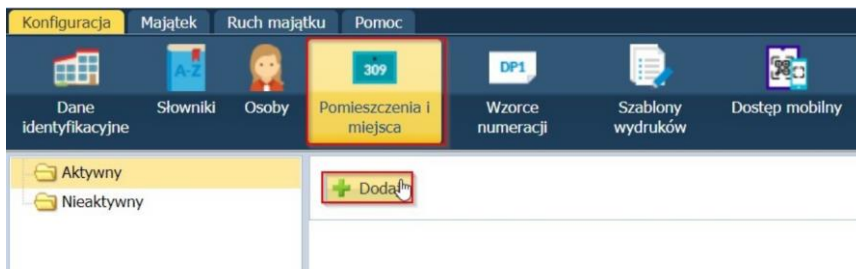 Konfiguracja Majątek Ruch majątku Pomoc
A-Z 309 DP1
Dane Słowniki Osoby Pomieszczenia i Wzorce Szablony Dostęp mobilny
identyfikacyjne miejsca numeracji wydruków
Aktywny
Dodaj
Nieaktywny